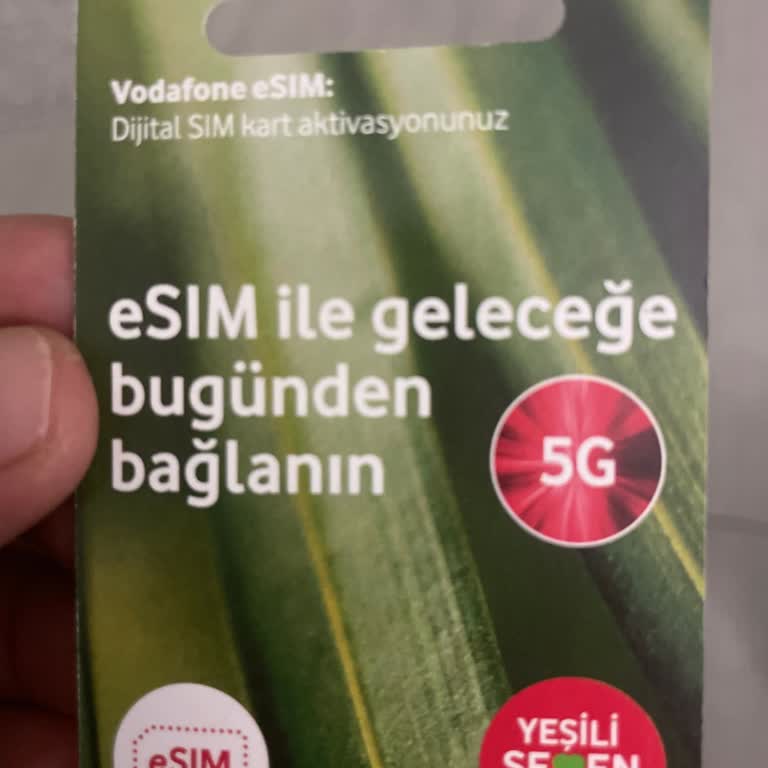 Vodafone eSIM:
Dijital SIM kart aktivasyonunuz
eSIM ile geleceğe
bugünden
bağlanın
5G
eSIM
YEŞİLİ